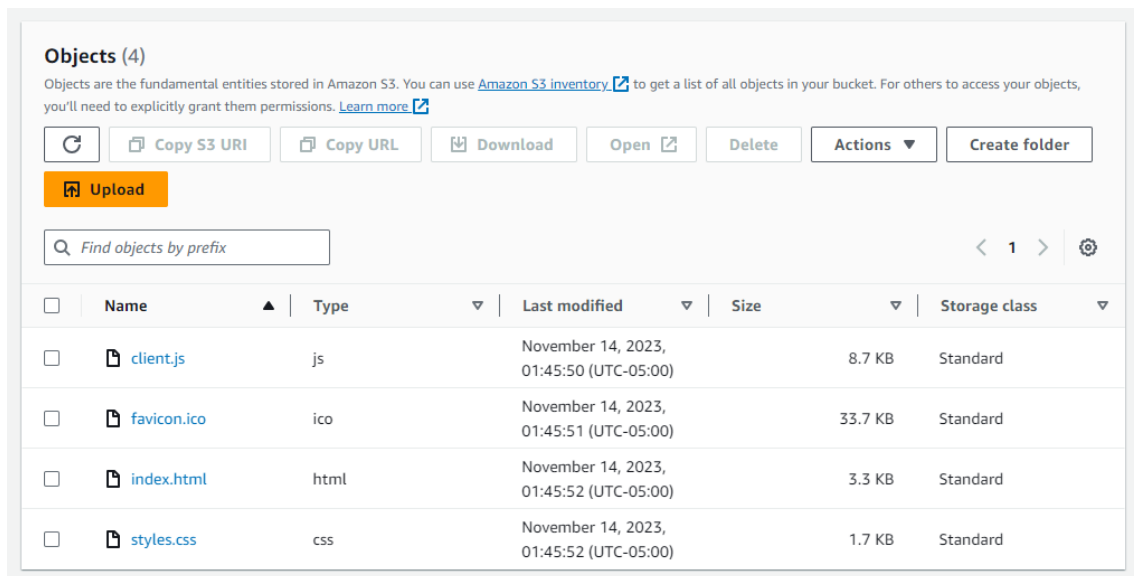 Objects (4)
Objects are the fundamental entities stored in Amazon S3. You can use Amazon S3 inventory to get a list of all objects in your bucket. For others to access your objects,
you'll need to explicitly grant them permissions. Learn more
Copy S3 URI Copy URL Download Open Delete Actions Create folder
Upload
Find objects by prefix 1
Name Type Last modified Size Storage class
client.js js November 14, 2023, 01:45:50 (UTC-05:00) 8.7 KB Standard
favicon.ico ico November 14, 2023, 01:45:51 (UTC-05:00) 33.7 KB Standard
index.html html November 14, 2023, 01:45:52 (UTC-05:00) 3.3 KB Standard
styles.css css November 14, 2023, 01:45:52 (UTC-05:00) 1.7 KB Standard